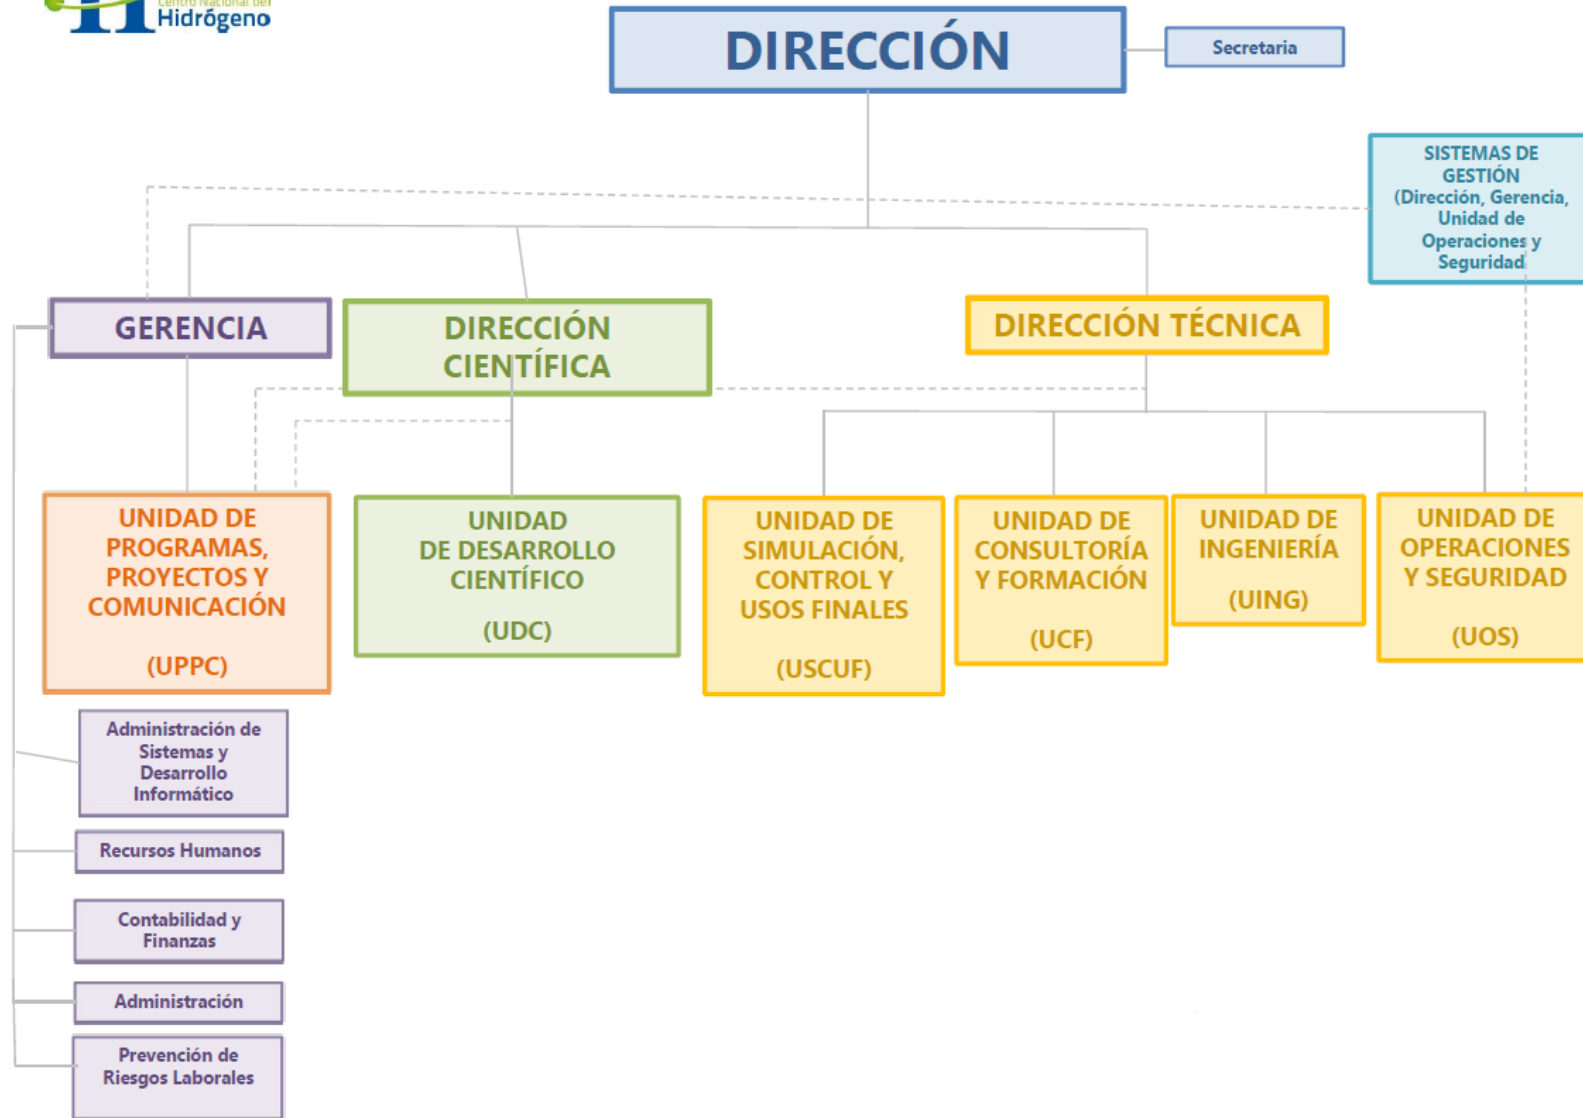 Centro Nacional del
Hidrógeno
DIRECCIÓN
Secretaria
SISTEMAS DE
GESTIÓN
(Dirección, Gerencia,
Unidad de
Operaciones y
Seguridad
GERENCIA
DIRECCIÓN
CIENTÍFICA
DIRECCIÓN TÉCNICA
UNIDAD DE
PROGRAMAS,
PROYECTOS Y
COMUNICACIÓN
(UPPC)
UNIDAD
DE DESARROLLO
CIENTÍFICO
(UDC)
UNIDAD DE
SIMULACIÓN,
CONTROL Y
USOS FINALES
(USCUF)
UNIDAD DE
CONSULTORÍA
Y FORMACIÓN
(UCF)
UNIDAD DE
INGENIERÍA
(UING)
UNIDAD DE
OPERACIONES
Y SEGURIDAD
(UOS)
Administración de
Sistemas y
Desarrollo
Informático
Recursos Humanos
Contabilidad y
Finanzas
Administración
Prevención de
Riesgos Laborales